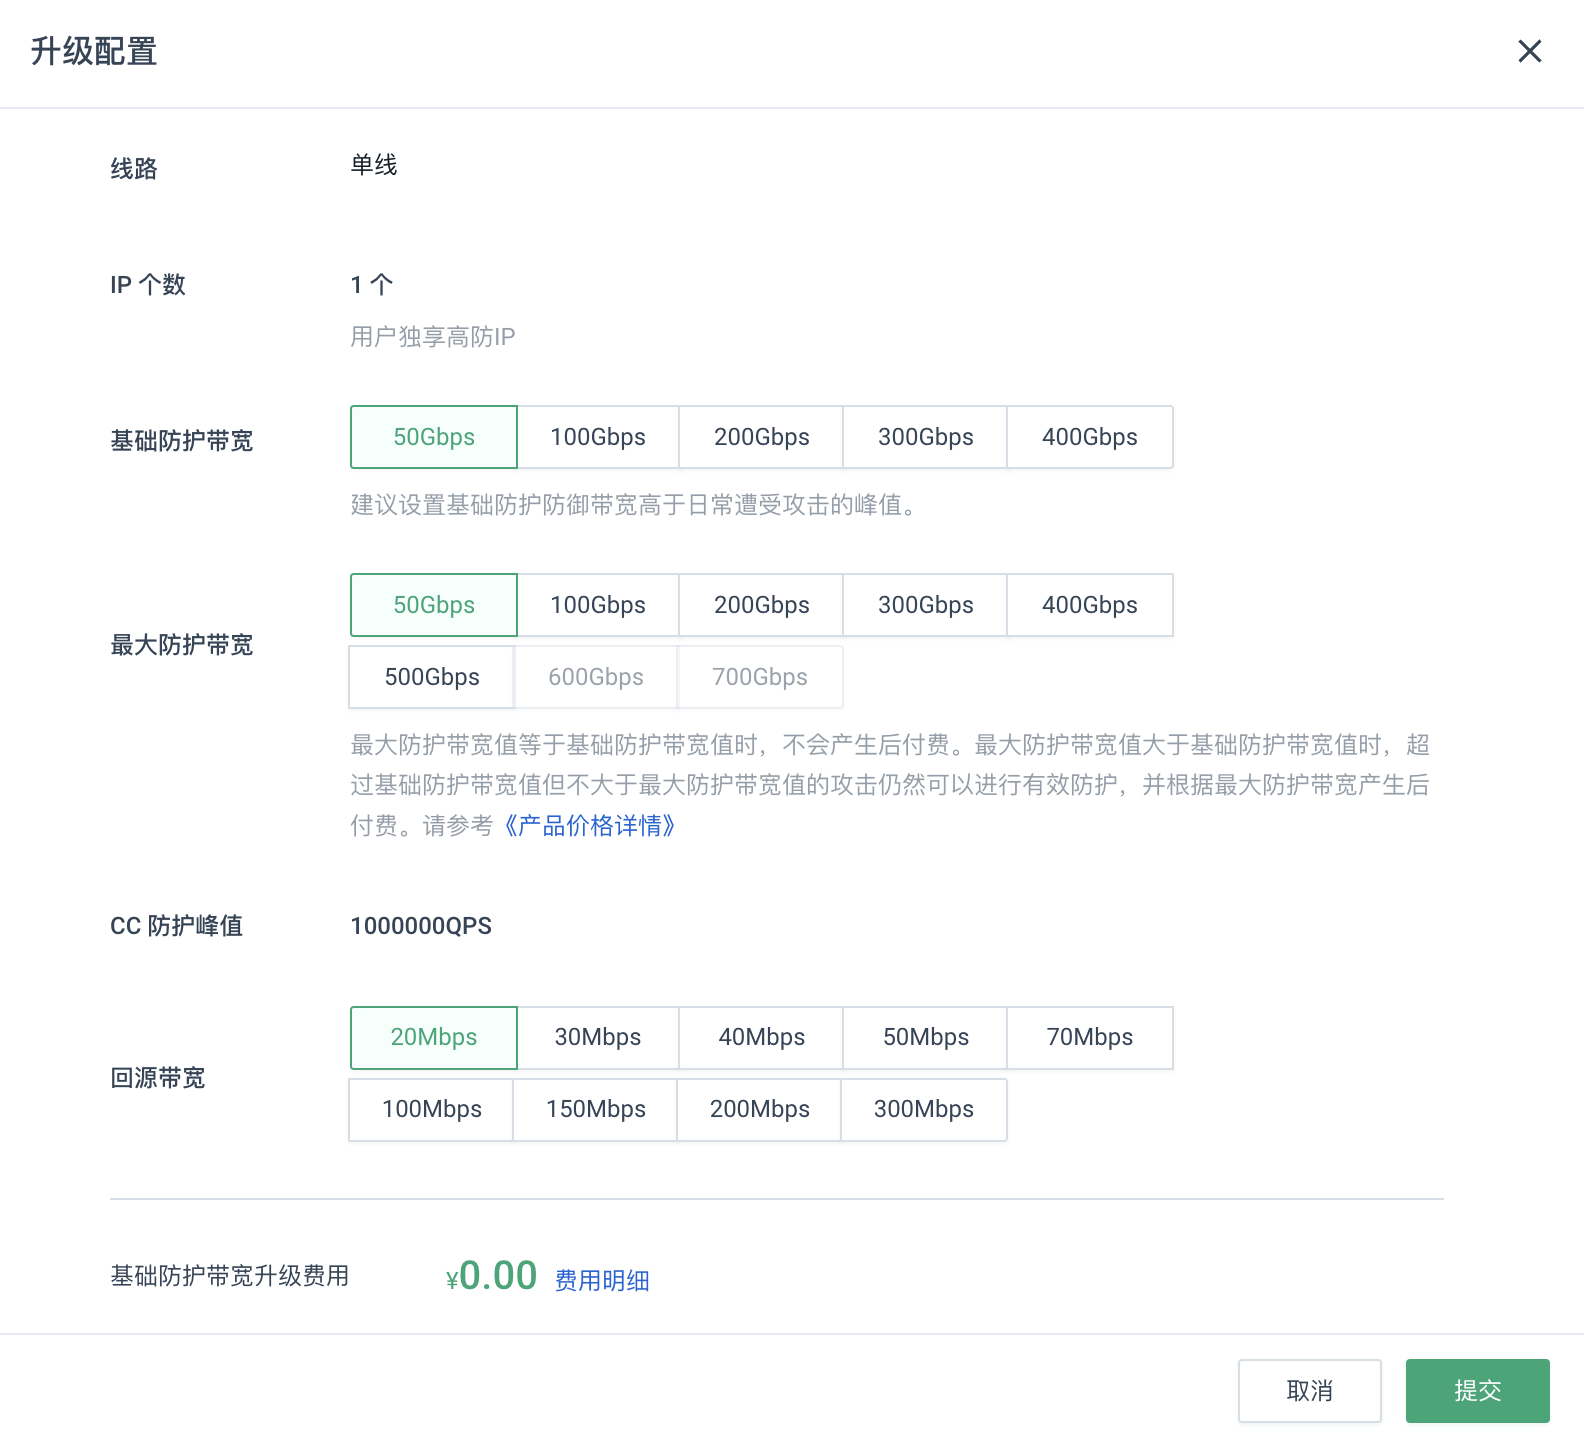 升级配置
线路 单线
IP 个数 1 个
用户独享高防IP
基础防护带宽 50Gbps 100Gbps 200Gbps 300Gbps 400Gbps
建议设置基础防护防御带宽高于日常遭受攻击的峰值。
最大防护带宽 50Gbps 100Gbps 200Gbps 300Gbps 400Gbps
500Gbps 600Gbps 700Gbps
最大防护带宽值等于基础防护带宽值时，不会产生后付费。最大防护带宽值大于基础防护带宽值时，超
过基础防护带宽值但不大于最大防护带宽值的攻击仍然可以进行有效防护，并根据最大防护带宽产生后
付费。请参考《产品价格详情》
CC 防护峰值 1000000QPS
回源带宽 20Mbps 30Mbps 40Mbps 50Mbps 70Mbps
100Mbps 150Mbps 200Mbps 300Mbps
基础防护带宽升级费用 ¥0.00 费用明细
取消 提交